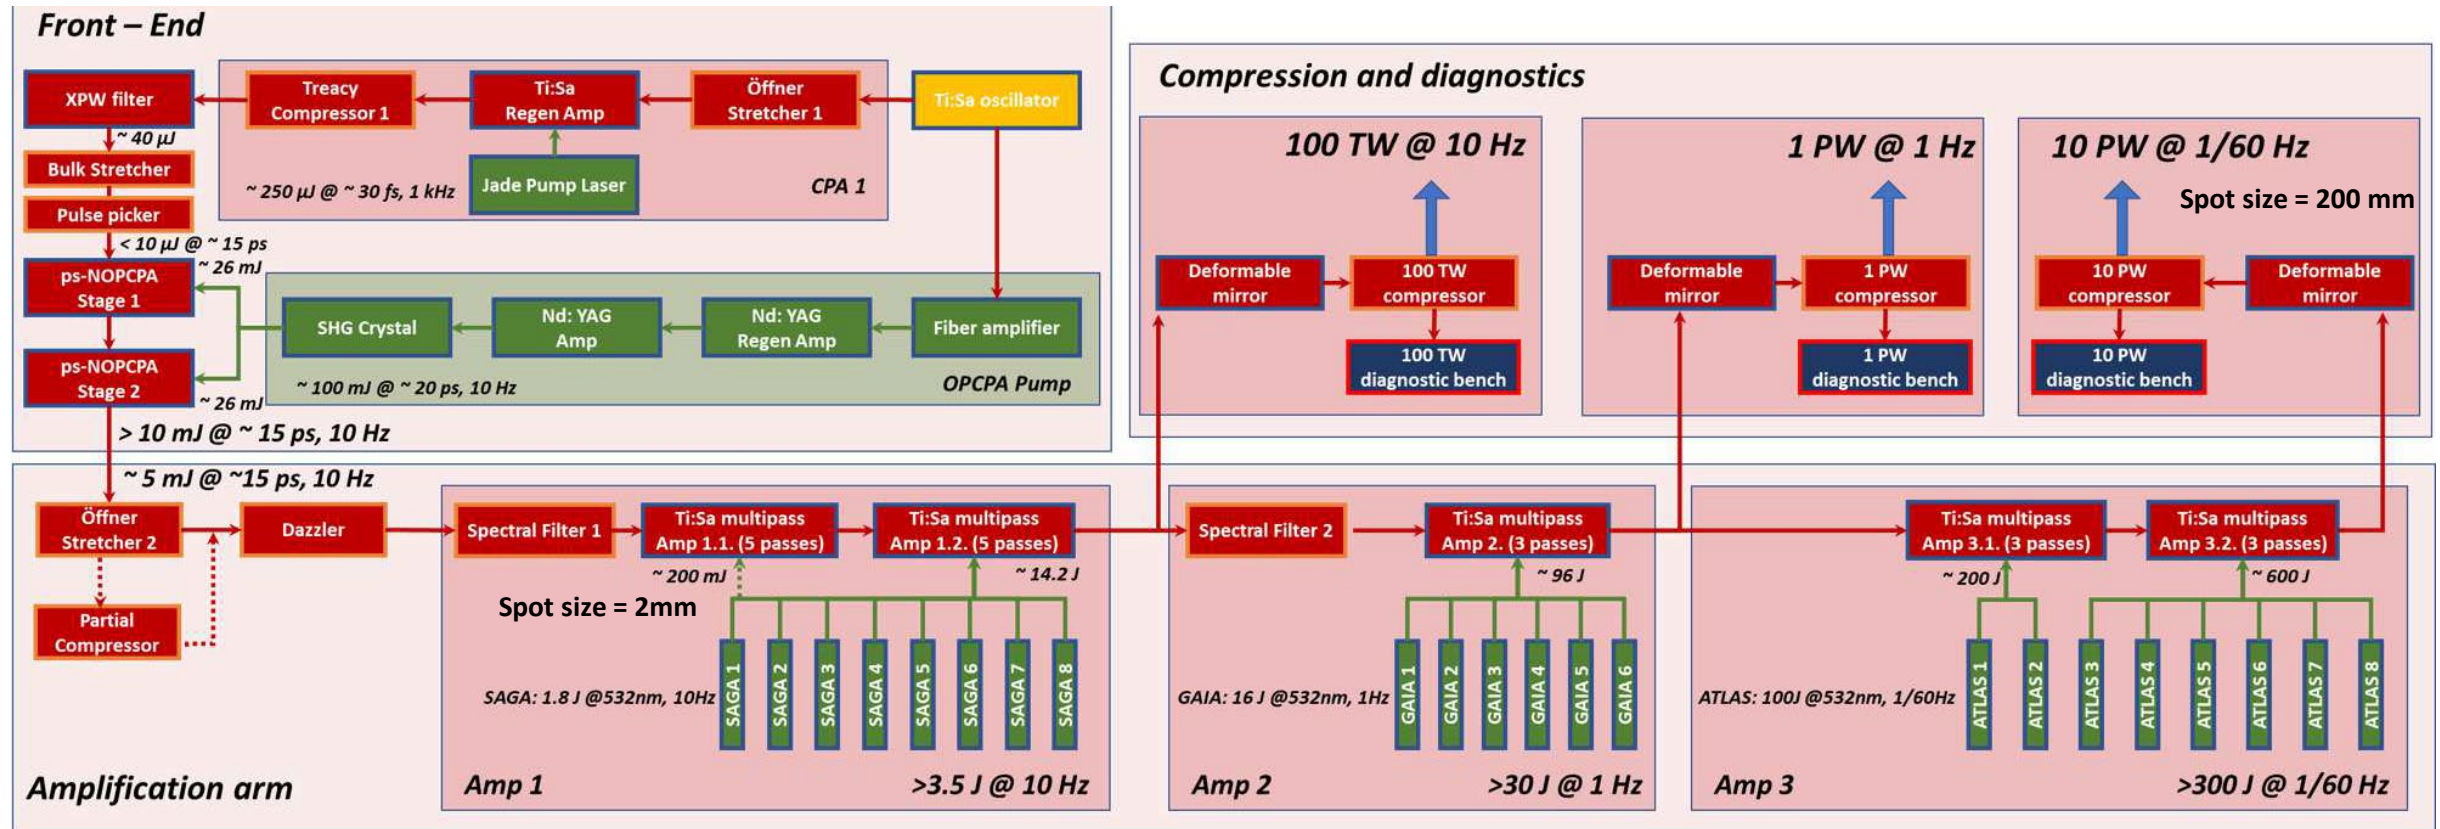 Front – End
XPW filter
Treacy
Compressor 1
Ti:Sa
Regen Amp
Öffner
Stretcher 1
Ti:Sa oscillator
~ 40 µJ
Bulk Stretcher
Pulse picker
~ 250 µJ @ ~ 30 fs, 1 kHz
Jade Pump Laser
CPA 1
< 10 µJ @ ~ 15 ps
~ 26 mJ
ps-NOPCPA
Stage 1
ps-NOPCPA
Stage 2
~ 26 mJ
SHG Crystal
Nd: YAG
Amp
Nd: YAG
Regen Amp
Fiber amplifier
~ 100 mJ @ ~ 20 ps, 10 Hz
OPCPA Pump
> 10 mJ @ ~ 15 ps, 10 Hz
Compression and diagnostics
100 TW @ 10 Hz
Deformable
mirror
100 TW
compressor
100 TW
diagnostic bench
1 PW @ 1 Hz
Deformable
mirror
1 PW
compressor
1 PW
diagnostic bench
10 PW @ 1/60 Hz
Spot size = 200 mm
10 PW
compressor
Deformable
mirror
10 PW
diagnostic bench
~ 5 mJ @ ~15 ps, 10 Hz
Öffner
Stretcher 2
Dazzler
Partial
Compressor
Amplification arm
Spectral Filter 1
Ti:Sa multipass
Amp 1.1. (5 passes)
Ti:Sa multipass
Amp 1.2. (5 passes)
~ 200 mJ
~ 14.2 J
Spot size = 2mm
SAGA: 1.8 J @532nm, 10Hz
SAGA 1
SAGA 2
SAGA 3
SAGA 4
SAGA 5
SAGA 6
SAGA 7
SAGA 8
Amp 1
>3.5 J @ 10 Hz
Spectral Filter 2
Ti:Sa multipass
Amp 2. (3 passes)
~ 96 J
GAIA: 16 J @532nm, 1Hz
GAIA 1
GAIA 2
GAIA 3
GAIA 4
GAIA 5
GAIA 6
Amp 2
>30 J @ 1 Hz
Ti:Sa multipass
Amp 3.1. (3 passes)
Ti:Sa multipass
Amp 3.2. (3 passes)
~ 200 J
~ 600 J
ATLAS: 100J @532nm, 1/60Hz
ATLAS 1
ATLAS 2
ATLAS 3
ATLAS 4
ATLAS 5
ATLAS 6
ATLAS 7
ATLAS 8
Amp 3
>300 J @ 1/60 Hz